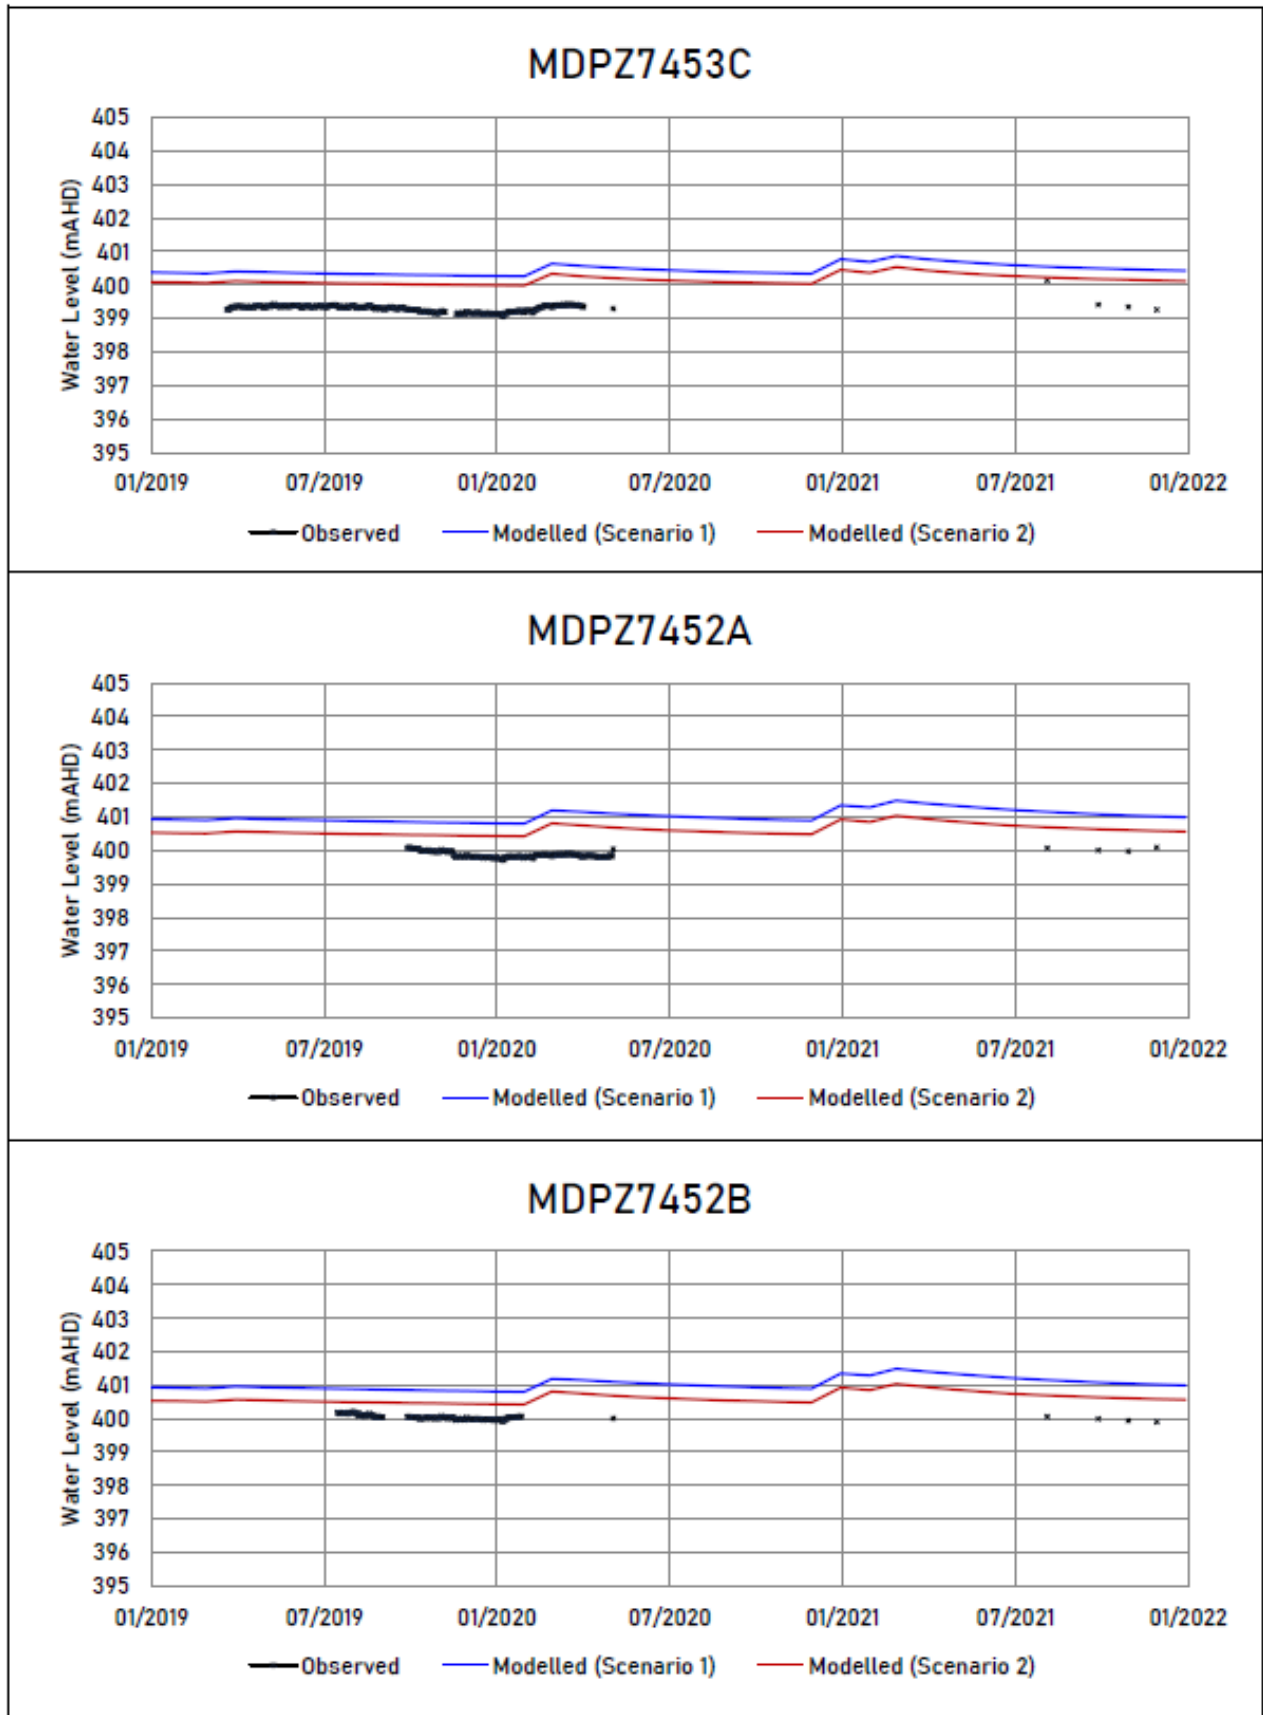 MDPZ7453C
405
404
403
402
401
400
399
398
397
396
395
Water Level (mAHD)
01/2019 07/2019 01/2020 07/2020 01/2021 07/2021 01/2022
Observed Modelled (Scenario 1) Modelled (Scenario 2)
MDPZ7452A
405
404
403
402
401
400
399
398
397
396
395
Water Level (mAHD)
01/2019 07/2019 01/2020 07/2020 01/2021 07/2021 01/2022
Observed Modelled (Scenario 1) Modelled (Scenario 2)
MDPZ7452B
405
404
403
402
401
400
399
398
397
396
395
Water Level (mAHD)
01/2019 07/2019 01/2020 07/2020 01/2021 07/2021 01/2022
Observed Modelled (Scenario 1) Modelled (Scenario 2)